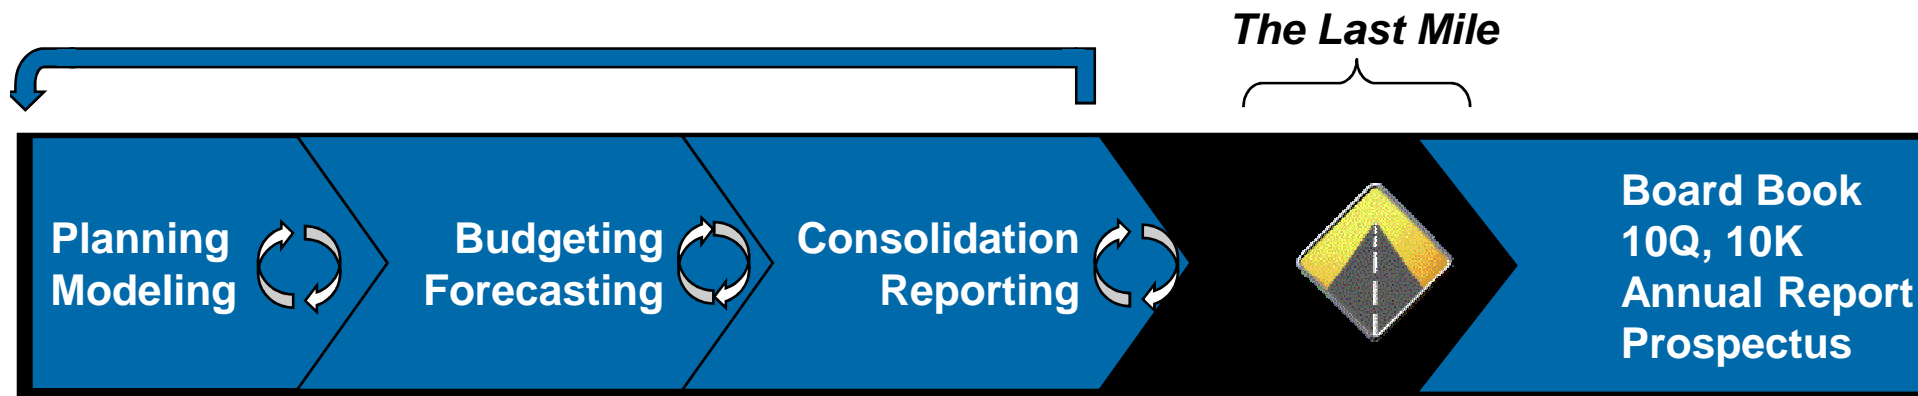 The Last Mile
Planning
Modeling
Budgeting
Forecasting
Consolidation
Reporting
Board Book
10Q, 10K
Annual Report
Prospectus